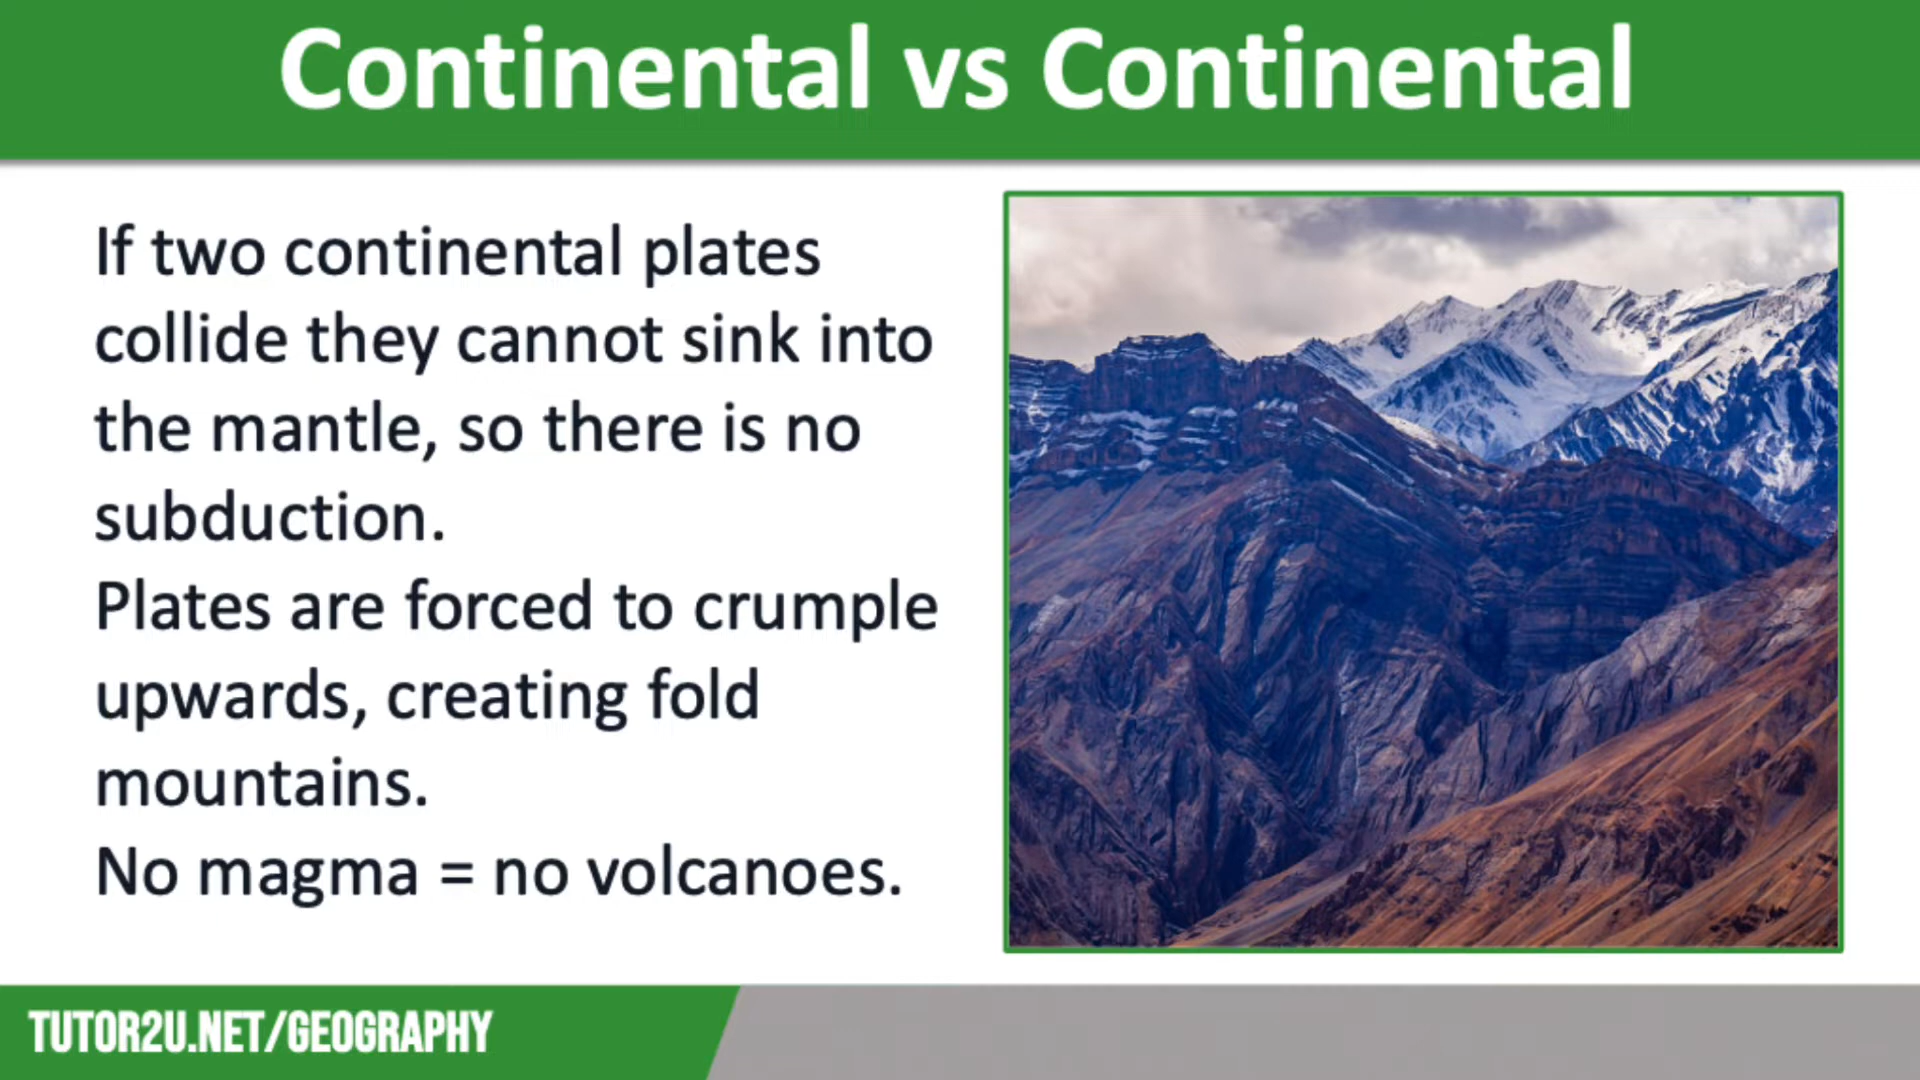 Continental vs Continental
If two continental plates
collide they cannot sink into
the mantle, so there is no
subduction.
Plates are forced to crumple
upwards, creating fold
mountains.
No magma = no volcanoes.
TUTOR2U.NET/GEOGRAPHY